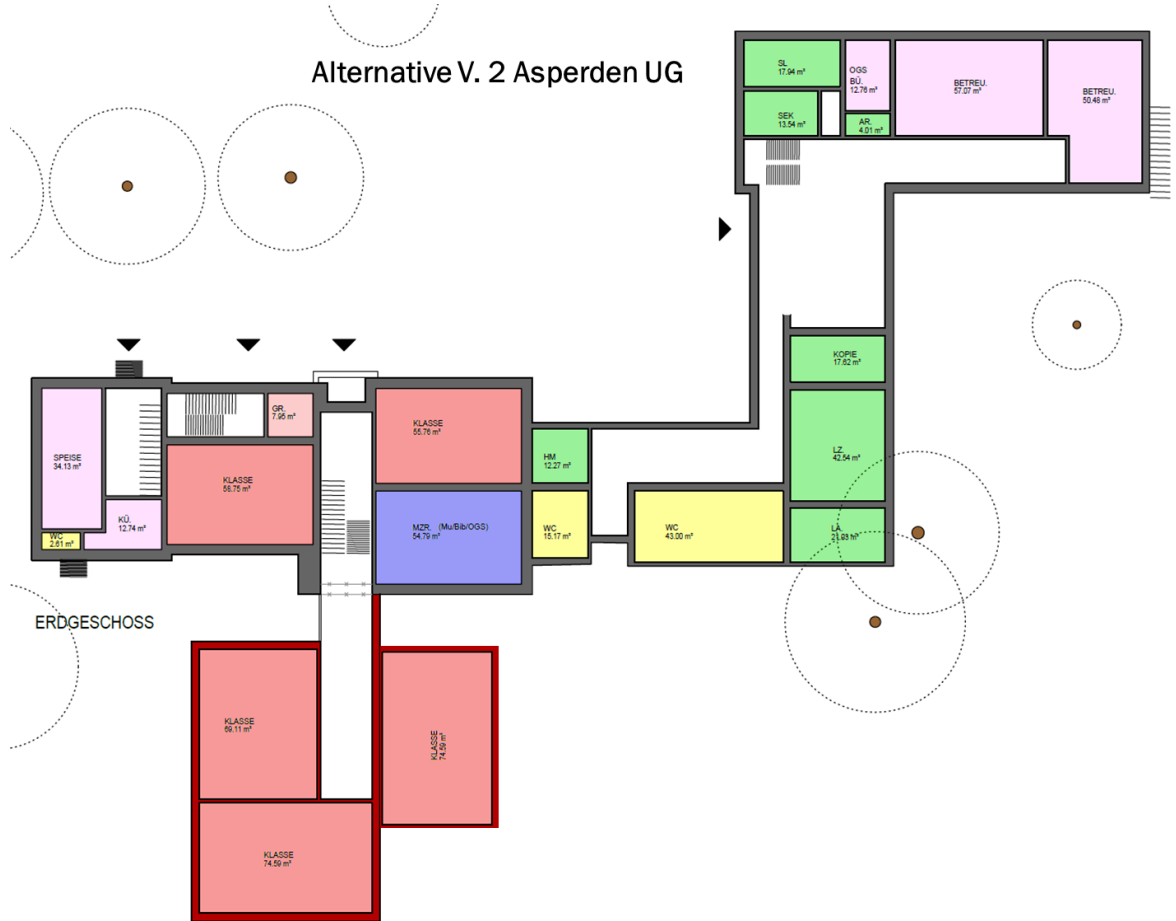 Alternative V. 2 Asperden UG
SL
17.94 m²
OGS
BÜ.
12.76 m²
BETREU.
57.07 m²
BETREU.
50.48 m²
SEK
13.54 m²
AR.
4.01 m²
KOPIE
17.62 m²
GR.
7.95 m²
KLASSE
55.76 m²
SPEISE
34.13 m²
KLASSE
56.75 m²
HM
12.27 m²
LZ.
42.54 m²
KÜ.
12.74 m²
WC
2.61 m²
MZR. (Mu/Bib/OGS)
54.79 m²
WC
15.17 m²
WC
43.00 m²
LA.
21.93 m²
ERDGESCHOSS
KLASSE
69.11 m²
KLASSE
74.59 m²
KLASSE
74.59 m²